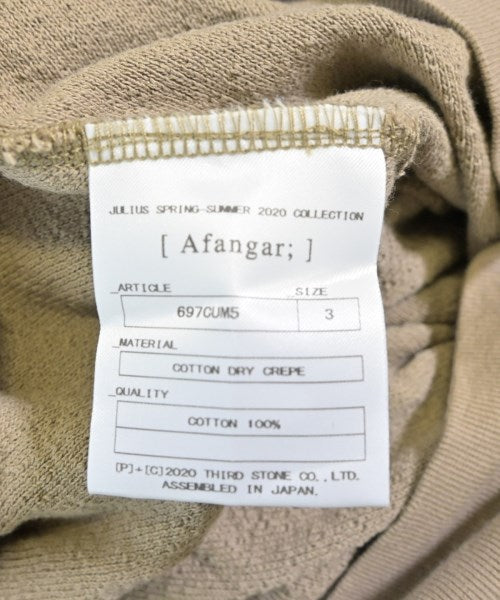 JULIUS SPRING-SUMMER 2020 COLLECTION
[ Afangar; ]
_ARTICLE _SIZE
697CUM5 3
_MATERIAL
COTTON DRY CREPE
_QUALITY
COTTON 100%
[P]+[C]2020 THIRD STONE CO.,LTD.
ASSEMBLED IN JAPAN.